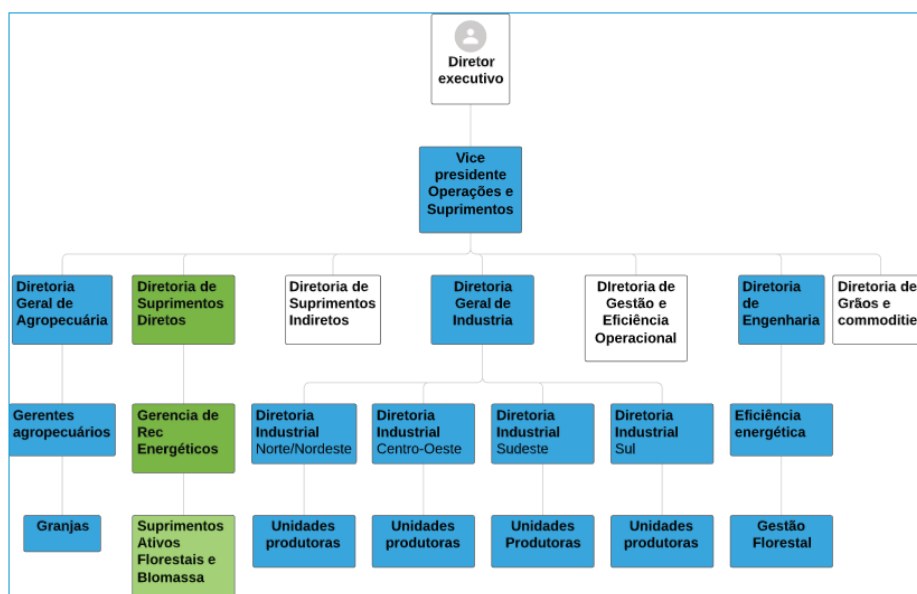 Diretor
executivo
Vice
presidente
Operações e
Suprimentos
Diretoria
Geral de
Agropecuária
Diretoria de
Suprimentos
Diretos
Diretoria de
Suprimentos
Indiretos
Diretoria
Geral de
Industria
DIretoria de
Gestão e
Eficiência
Operacional
Diretoria
de
Engenharia
Diretoria de
Grãos e
commoditie
Gerentes
agropecuários
Gerencia de
Rec
Energéticos
Diretoria
Industrial
Norte/Nordeste
Diretoria
Industrial
Centro-Oeste
Diretoria
Industrial
Sudeste
Diretoria
Industrial
Sul
Eficiência
energética
Granjas
Suprimentos
Ativos
Florestais e
BIomassa
Unidades
produtoras
Unidades
produtoras
Unidades
Produtoras
Unidades
produtoras
Gestão
Florestal